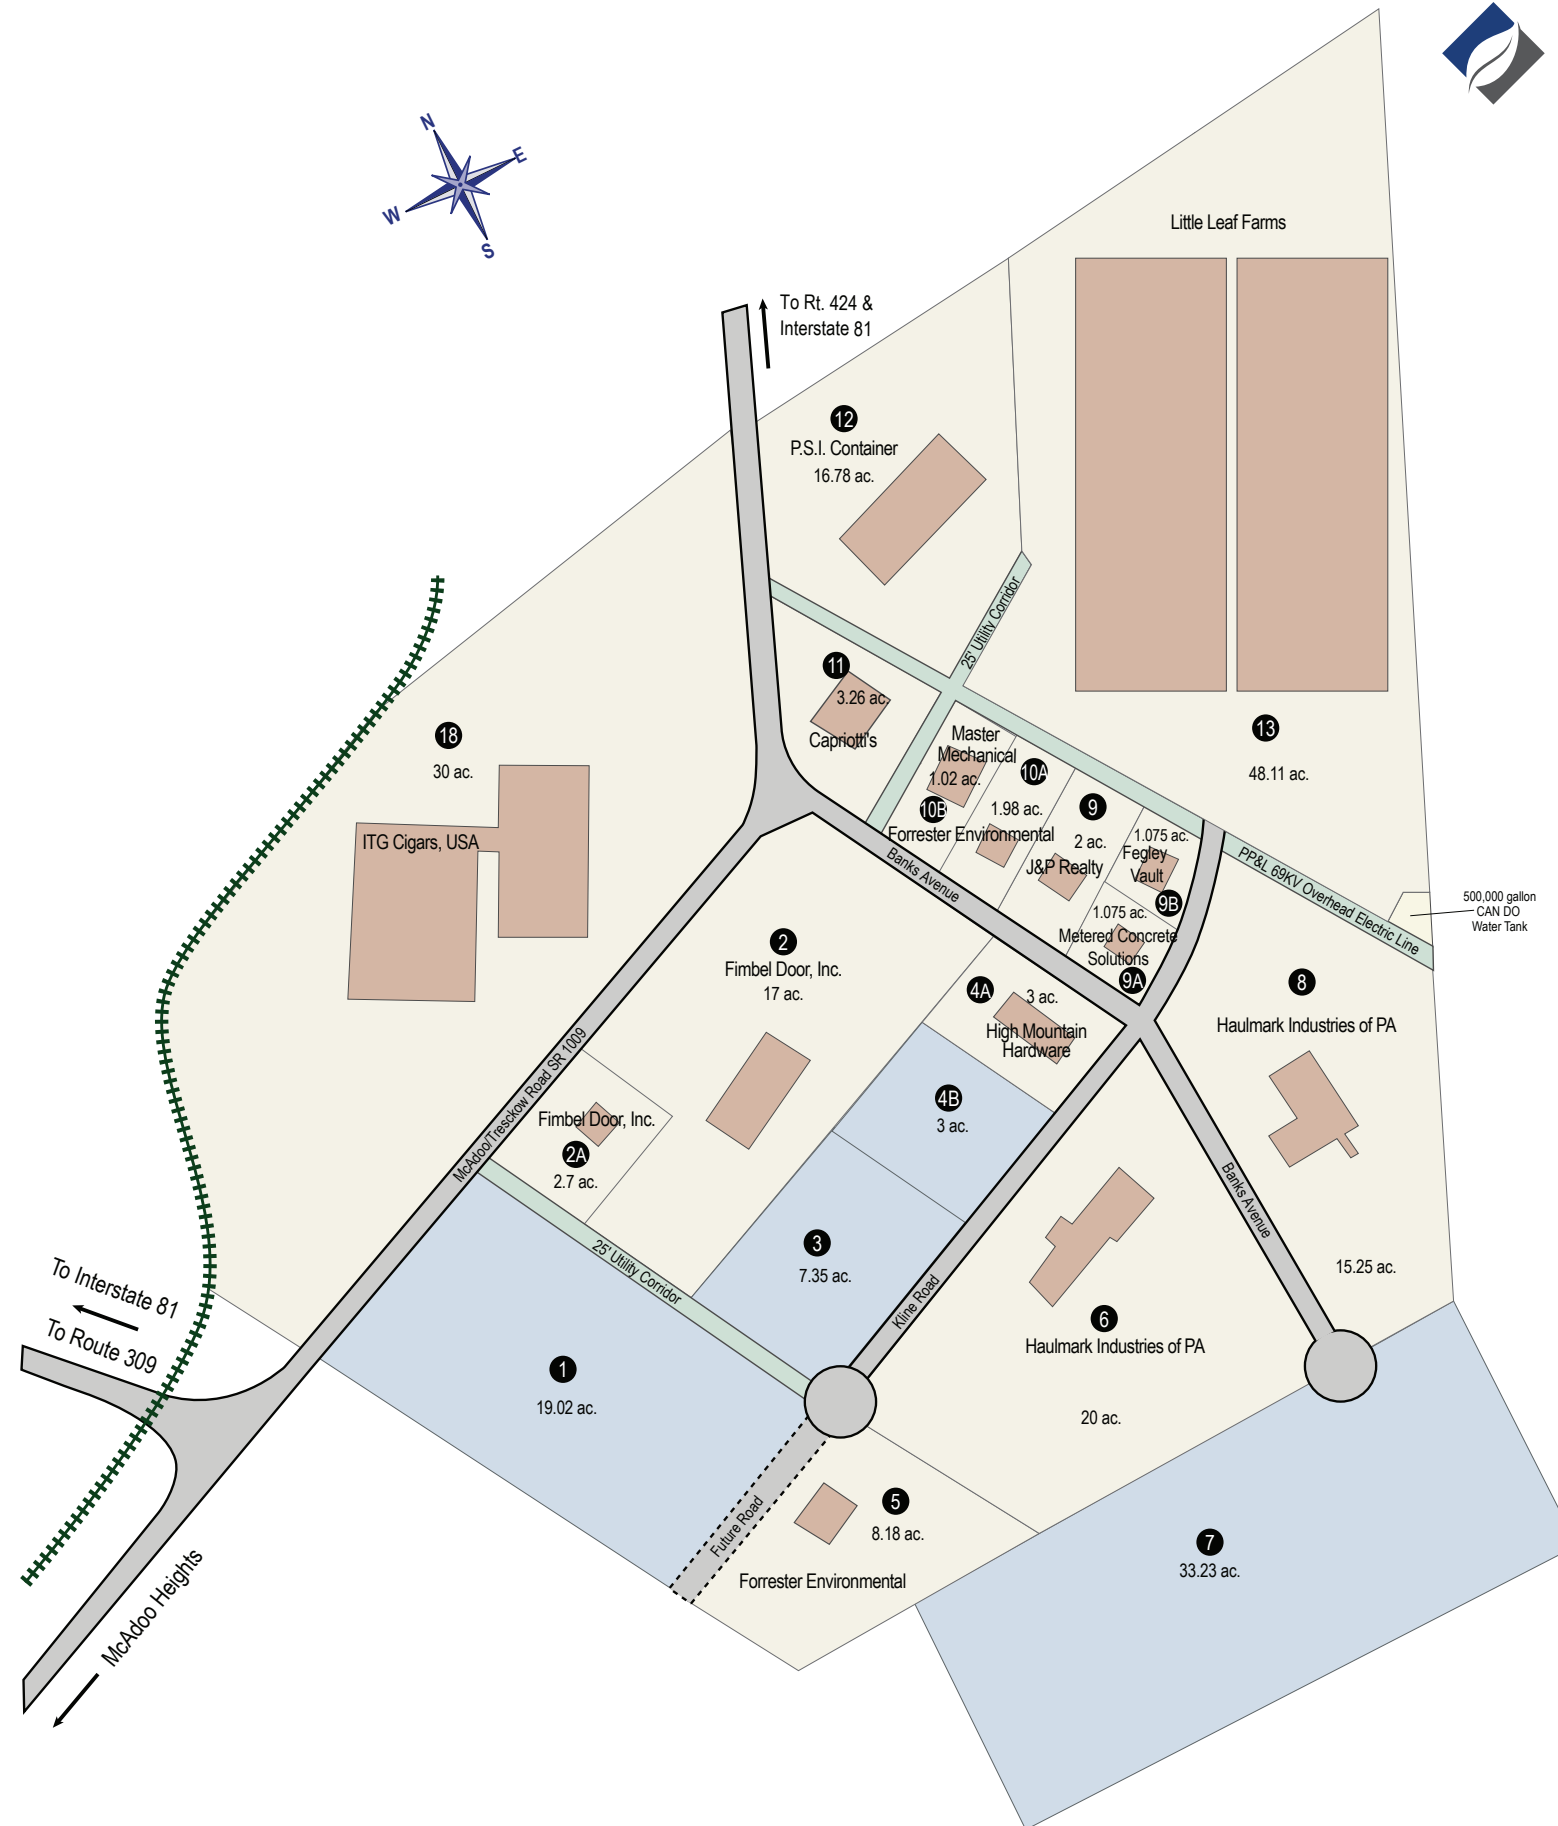 N
E
W
S
Little Leaf Farms
To Rt. 424 &
Interstate 81
12
P.S.I. Container
16.78 ac.
25' Utility Corridor
11
3.26 ac.
Capriotti's
18
30 ac.
ITG Cigars, USA
Master
Mechanical
1.02 ac.
10B
10A
1.98 ac.
Forrester Environmental
9
2 ac.
J&P Realty
1.075 ac.
Fegley
Vault
9B
1.075 ac.
Metered Concrete
Solutions
9A
13
48.11 ac.
PP&L 69KV Overhead Electric Line
500,000 gallon
CAN DO
Water Tank
Banks Avenue
2
Fimbel Door, Inc.
17 ac.
4A
3 ac.
High Mountain
Hardware
8
Haulmark Industries of PA
15.25 ac.
McAdoo/Tresckow Road SR 1009
Fimbel Door, Inc.
2A
2.7 ac.
4B
3 ac.
Banks Avenue
3
7.35 ac.
25' Utility Corridor
Kline Road
6
Haulmark Industries of PA
20 ac.
To Interstate 81
To Route 309
1
19.02 ac.
Future Road
5
8.18 ac.
Forrester Environmental
7
33.23 ac.
McAdoo Heights